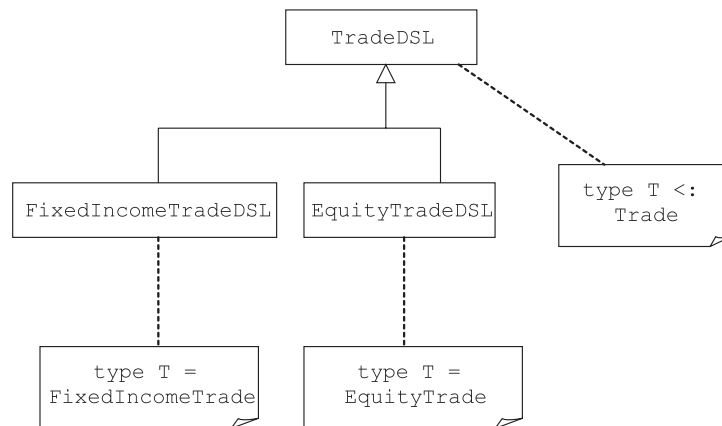 TradeDSL
FixedIncomeTradeDSL
EquityTradeDSL
type T <:
Trade
type T =
FixedIncomeTrade
type T =
EquityTrade